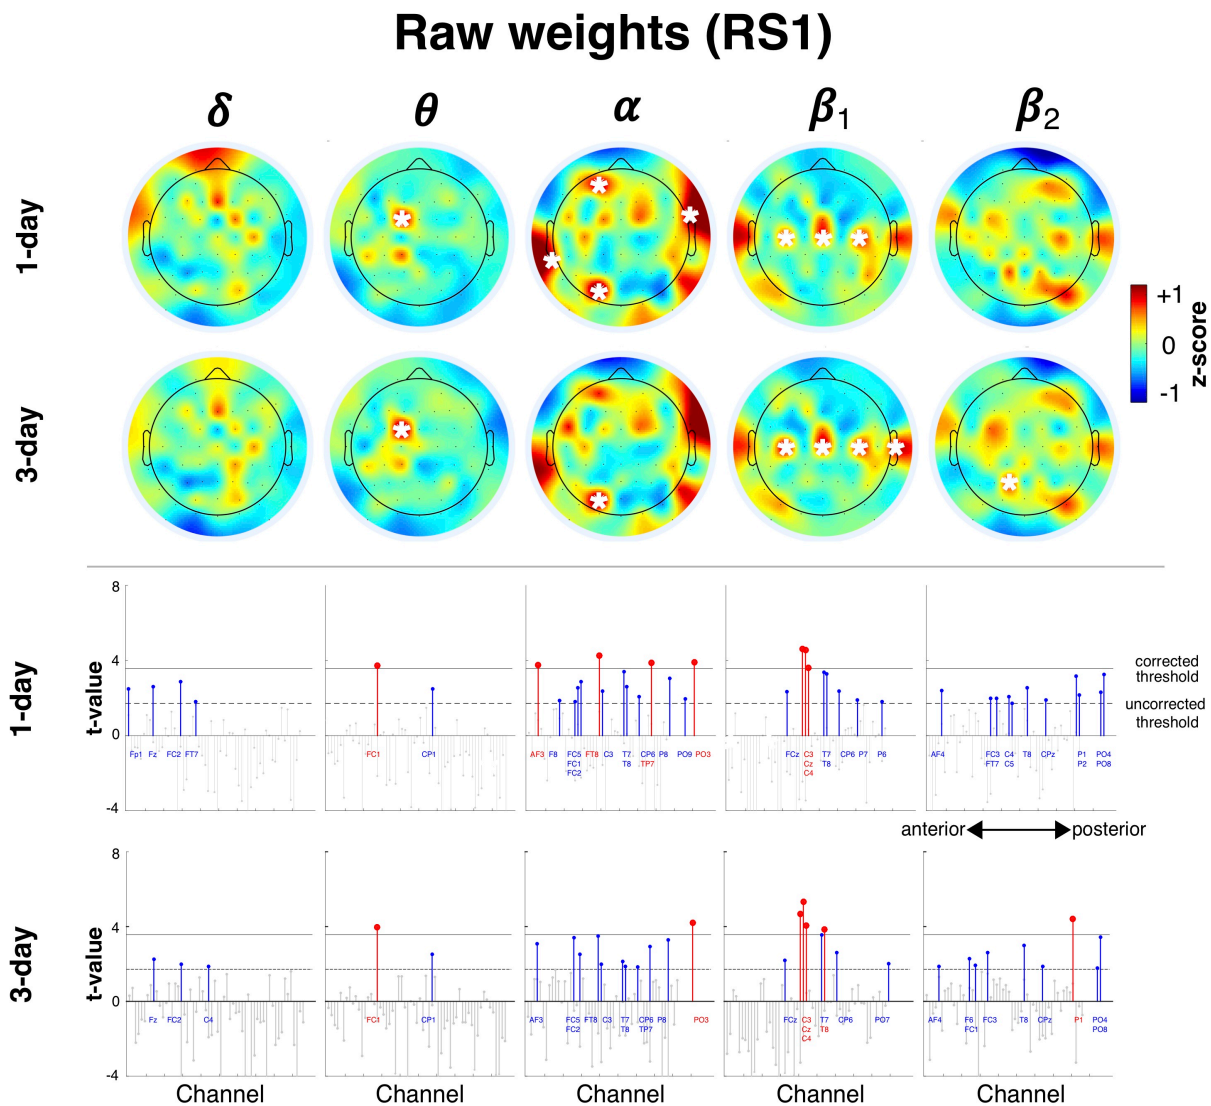 Raw weights (RS1)
δ θ α β1 β2
1-day
+1
0
-1
z-score
3-day
1-day
t-value
8
4
0
-4
corrected
threshold
uncorrected
threshold
Fp1 Fz FC2 FT7
FC1 CP1
AF3 F8 FC5 FT8 C3 T7 CP6 P8 PO9 PO3
FC1 T8 TP7
FC2
FCz C3 T7 CP6 P7 P6
Cz T8
C4
AF4 FC3 C4 T8 CPz P1 PO4
FT7 C5 P2 PO8
anterior posterior
3-day
t-value
8
4
0
-4
Fz FC2 C4
FC1 CP1
AF3 FC5 FT8 C3 T7 CP6 P8 PO3
FC2 T8 TP7
FCz C3 T7 CP6 PO7
Cz T8
C4
AF4 F6 FC3 T8 CPz P1 PO4
FC1 PO8
Channel Channel Channel Channel Channel